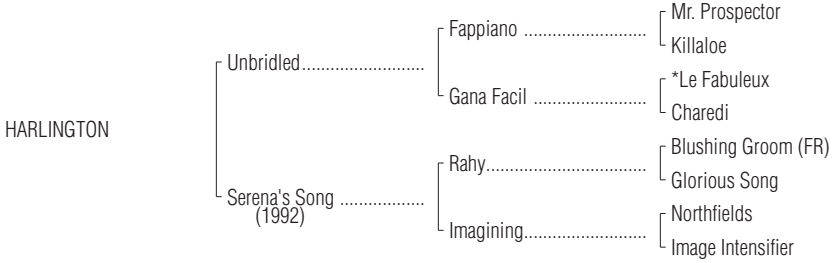 Mr. Prospector
Fappiano ..........................
Killaloe
Unbridled..........................
*Le Fabuleux
Gana Facil ........................
Charedi
HARLINGTON
Blushing Groom (FR)
Rahy..................................
Glorious Song
Serena's Song ..................
(1992)
Northfields
Imagining..........................
Image Intensifier